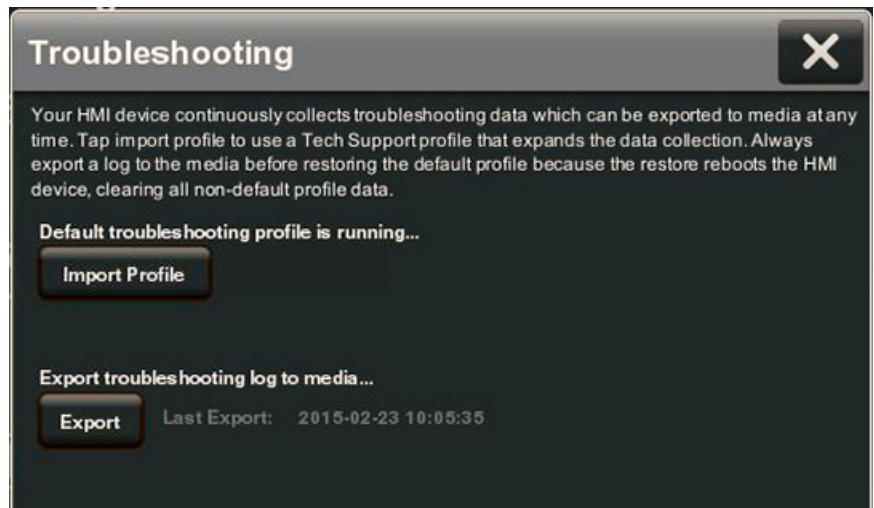 Troubleshooting
Your HMI device continuously collects troubleshooting data which can be exported to media at any
time. Tap import profile to use a Tech Support profile that expands the data collection. Always
export a log to the media before restoring the default profile because the restore reboots the HMI
device, clearing all non-default profile data.
Default troubleshooting profile is running...
Import Profile
Export troubleshooting log to media...
Export Last Export: 2015-02-23 10:05:35